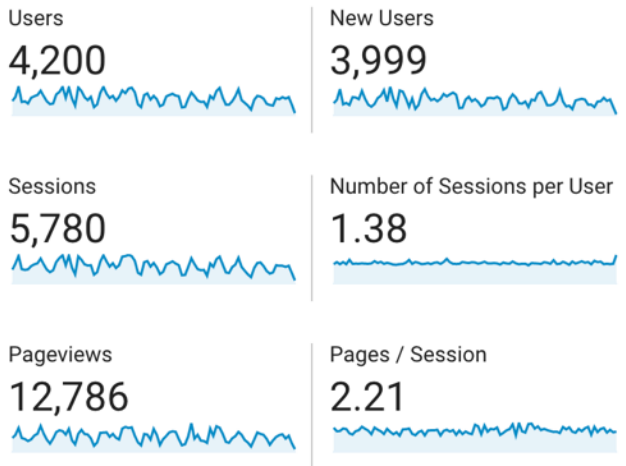 Users
4,200
New Users
3,999
Sessions
5,780
Number of Sessions per User
1.38
Pageviews
12,786
Pages / Session
2.21